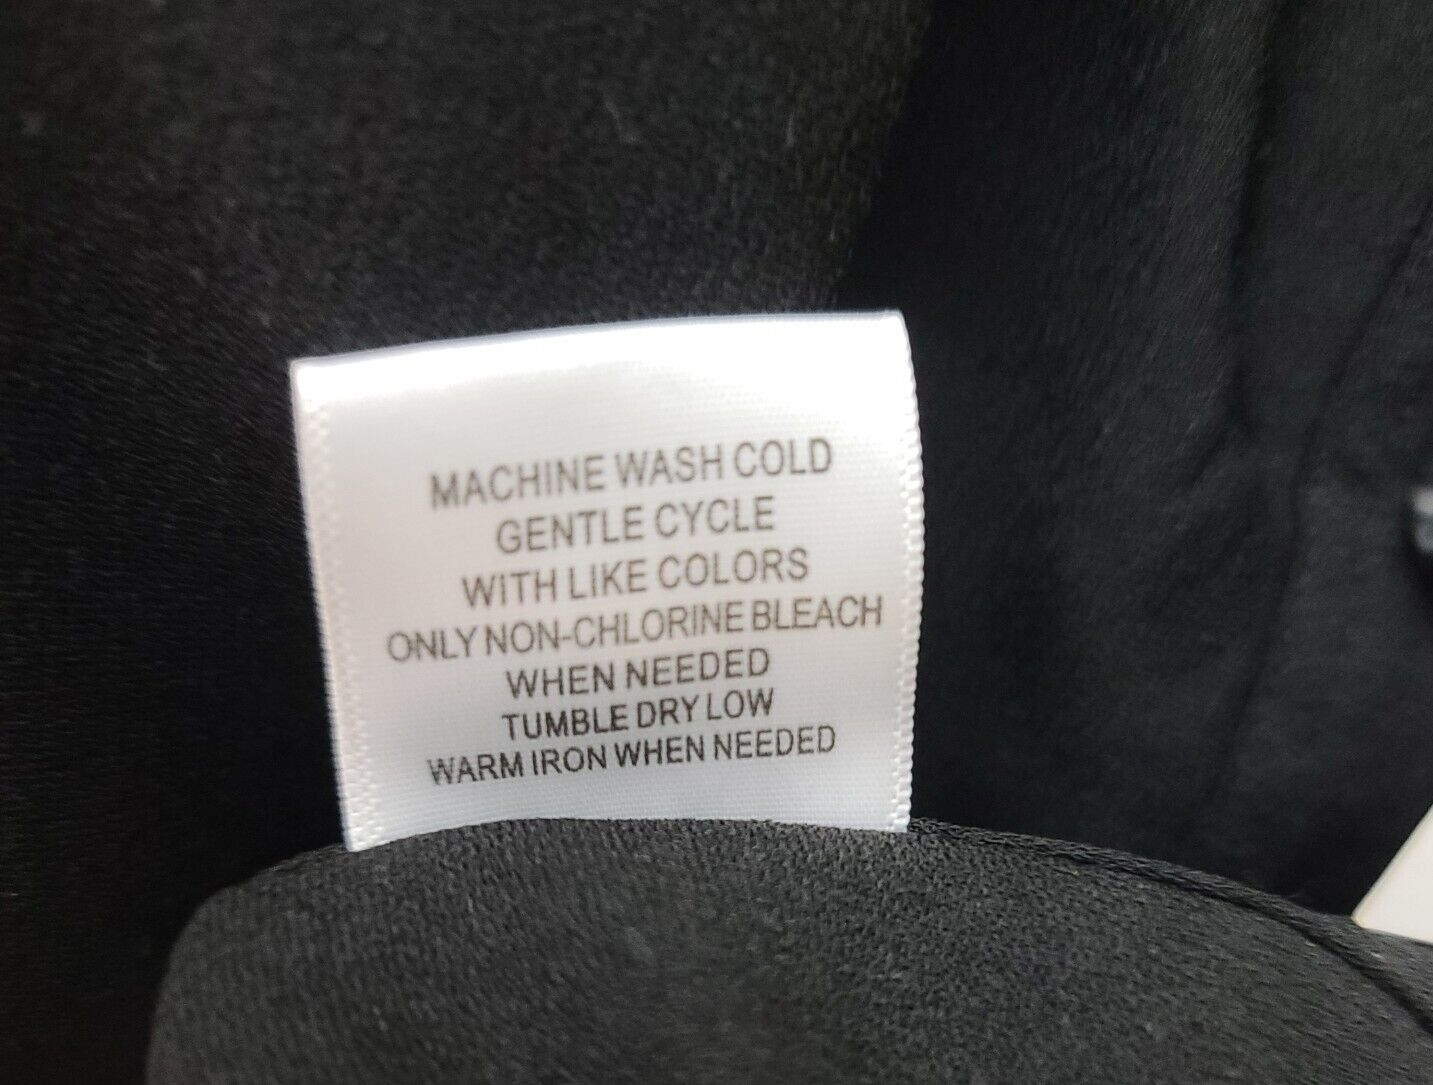 MACHINE WASH COLD
GENTLE CYCLE
WITH LIKE COLORS
ONLY NON-CHLORINE BLEACH
WHEN NEEDED
TUMBLE DRY LOW
WARM IRON WHEN NEEDED